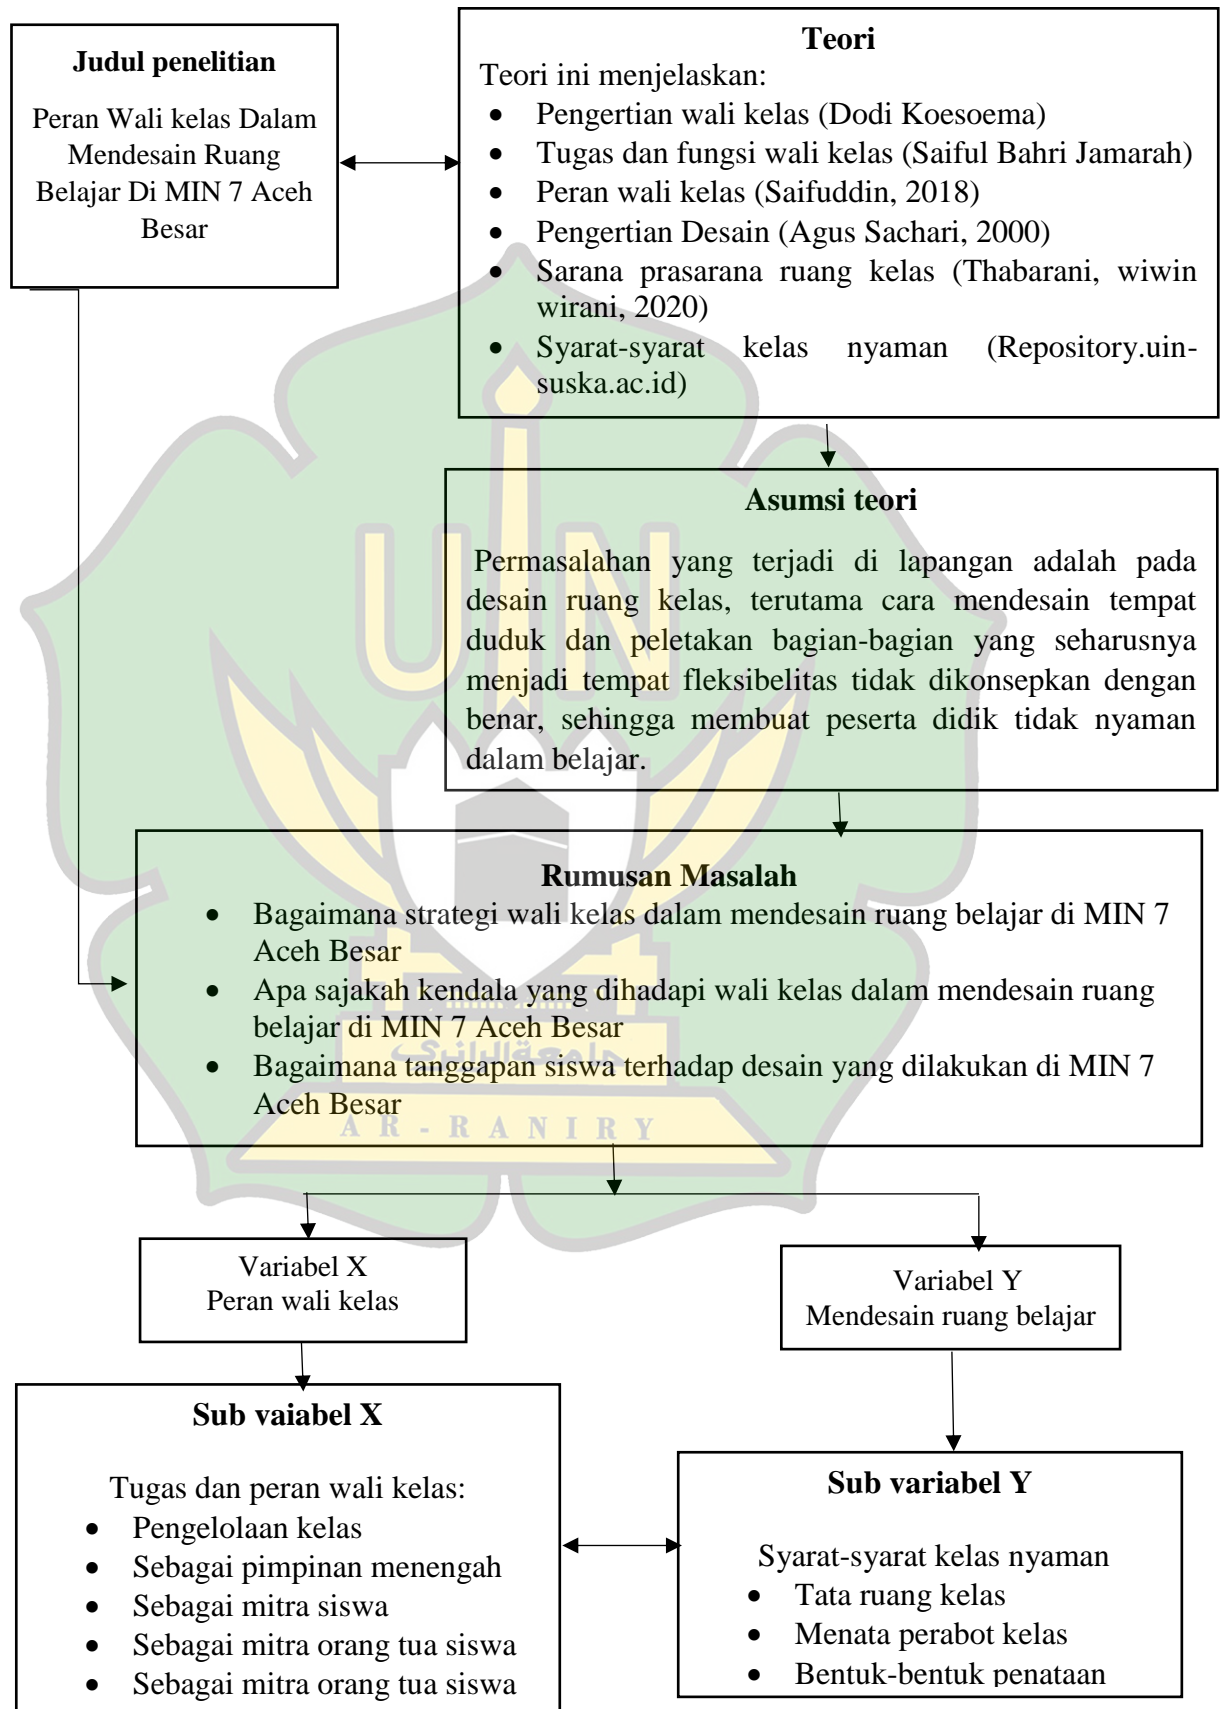 Judul penelitian
Peran Wali kelas Dalam
Mendesain Ruang
Belajar Di MIN 7 Aceh
Besar
Teori
Teori ini menjelaskan:
• Pengertian wali kelas (Dodi Koesoema)
• Tugas dan fungsi wali kelas (Saiful Bahri Jamarah)
• Peran wali kelas (Saifuddin, 2018)
• Pengertian Desain (Agus Sachari, 2000)
• Sarana prasarana ruang kelas (Thabarani, wiwin
wirani, 2020)
• Syarat-syarat kelas nyaman (Repository.uin-
suska.ac.id)
Asumsi teori
Permasalahan yang terjadi di lapangan adalah pada
desain ruang kelas, terutama cara mendesain tempat
duduk dan peletakan bagian-bagian yang seharusnya
menjadi tempat fleksibelitas tidak dikonsepkan dengan
benar, sehingga membuat peserta didik tidak nyaman
dalam belajar.
UIN
Rumusan Masalah
• Bagaimana strategi wali kelas dalam mendesain ruang belajar di MIN 7
Aceh Besar
• Apa sajakah kendala yang dihadapi wali kelas dalam mendesain ruang
belajar di MIN 7 Aceh Besar
• Bagaimana tanggapan siswa terhadap desain yang dilakukan di MIN 7
Aceh Besar
جامعة الرانري
AR-RANIRY
Variabel X
Peran wali kelas
Variabel Y
Mendesain ruang belajar
Sub vaiabel X
Tugas dan peran wali kelas:
• Pengelolaan kelas
• Sebagai pimpinan menengah
• Sebagai mitra siswa
• Sebagai mitra orang tua siswa
• Sebagai mitra orang tua siswa
Sub variabel Y
Syarat-syarat kelas nyaman
• Tata ruang kelas
• Menata perabot kelas
• Bentuk-bentuk penataan